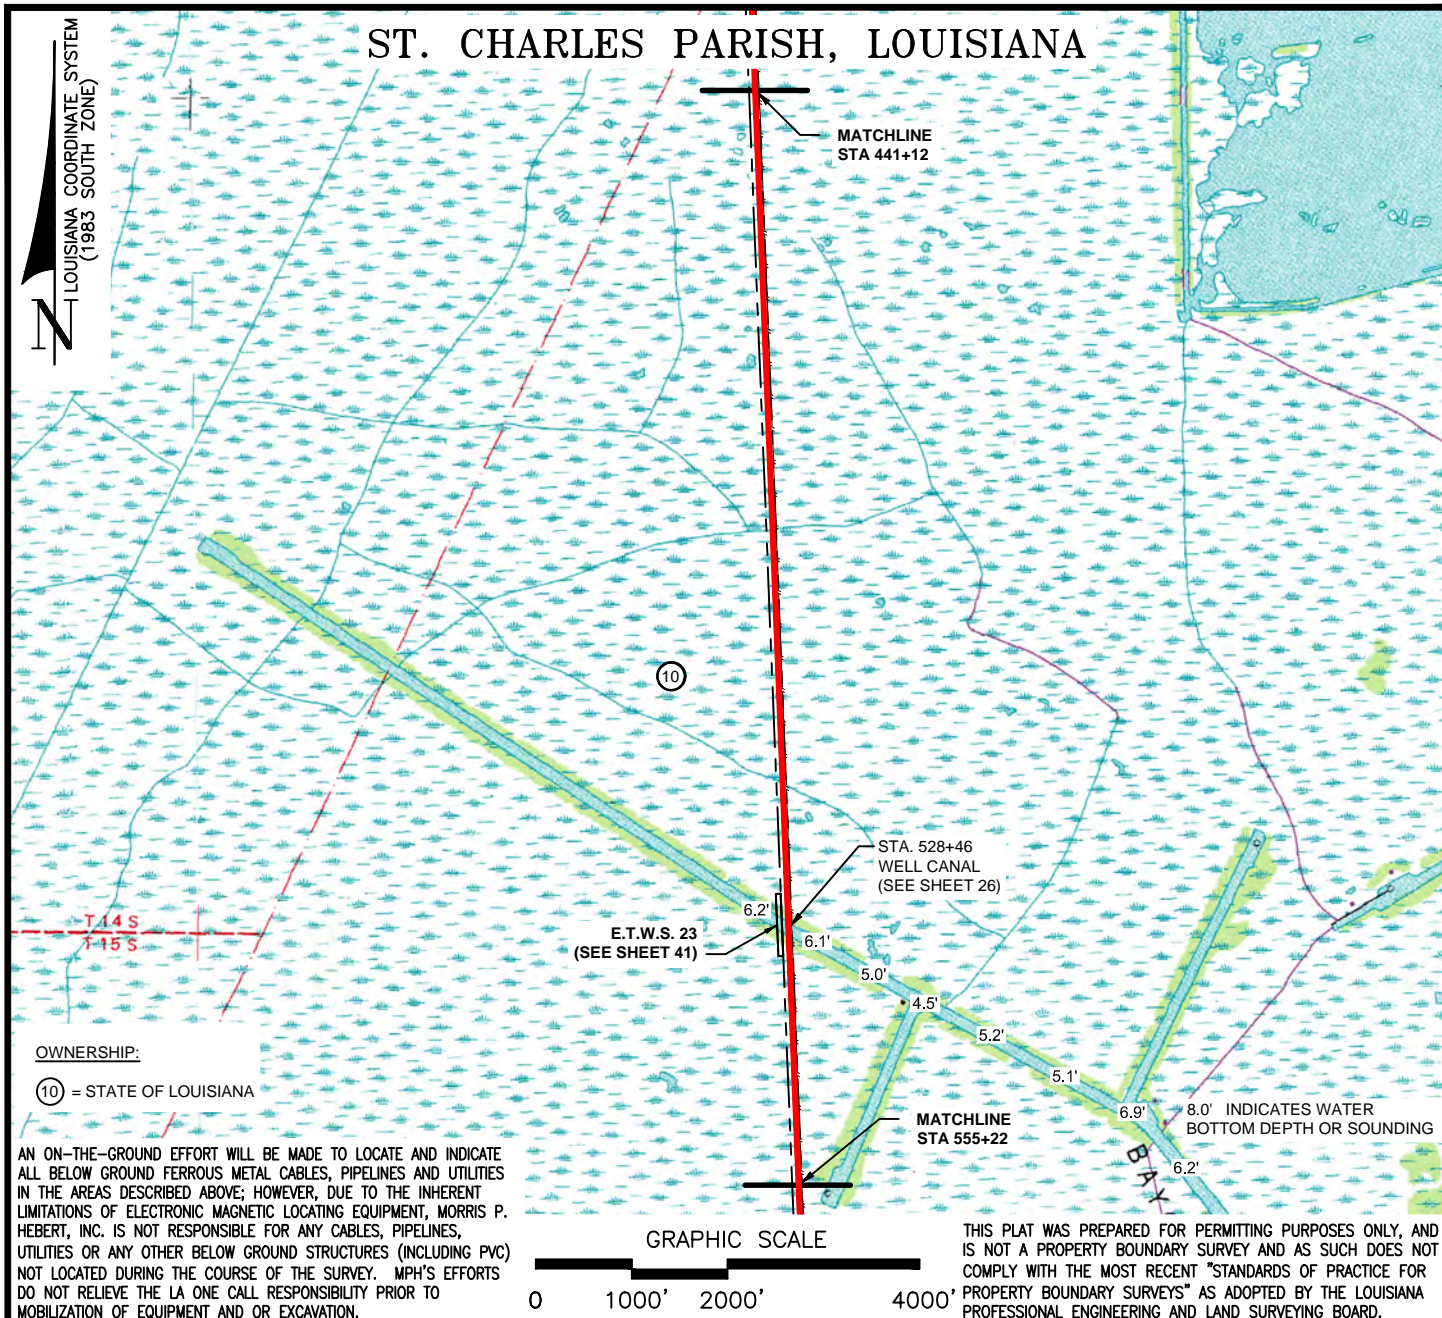 ST. CHARLES PARISH, LOUISIANA
LOUISIANA COORDINATE SYSTEM
(1983 SOUTH ZONE)
N
MATCHLINE
STA 441+12
10
STA. 528+46
WELL CANAL
(SEE SHEET 26)
6.2'
E.T.W.S. 23
(SEE SHEET 41)
6.1'
5.0'
4.5'
5.2'
5.1'
6.9'
6.2'
T 14 S
T 15 S
OWNERSHIP:
10 = STATE OF LOUISIANA
MATCHLINE
STA 555+22
8.0' INDICATES WATER
BOTTOM DEPTH OR SOUNDING
BAY
AN ON-THE-GROUND EFFORT WILL BE MADE TO LOCATE AND INDICATE
ALL BELOW GROUND FERROUS METAL CABLES, PIPELINES AND UTILITIES
IN THE AREAS DESCRIBED ABOVE; HOWEVER, DUE TO THE INHERENT
LIMITATIONS OF ELECTRONIC MAGNETIC LOCATING EQUIPMENT, MORRIS P.
HEBERT, INC. IS NOT RESPONSIBLE FOR ANY CABLES, PIPELINES,
UTILITIES OR ANY OTHER BELOW GROUND STRUCTURES (INCLUDING PVC)
NOT LOCATED DURING THE COURSE OF THE SURVEY. MPH'S EFFORTS
DO NOT RELIEVE THE LA ONE CALL RESPONSIBILITY PRIOR TO
MOBILIZATION OF EQUIPMENT AND OR EXCAVATION.
GRAPHIC SCALE
0 1000' 2000' 4000'
THIS PLAT WAS PREPARED FOR PERMITTING PURPOSES ONLY, AND
IS NOT A PROPERTY BOUNDARY SURVEY AND AS SUCH DOES NOT
COMPLY WITH THE MOST RECENT "STANDARDS OF PRACTICE FOR
PROPERTY BOUNDARY SURVEYS" AS ADOPTED BY THE LOUISIANA
PROFESSIONAL ENGINEERING AND LAND SURVEYING BOARD.